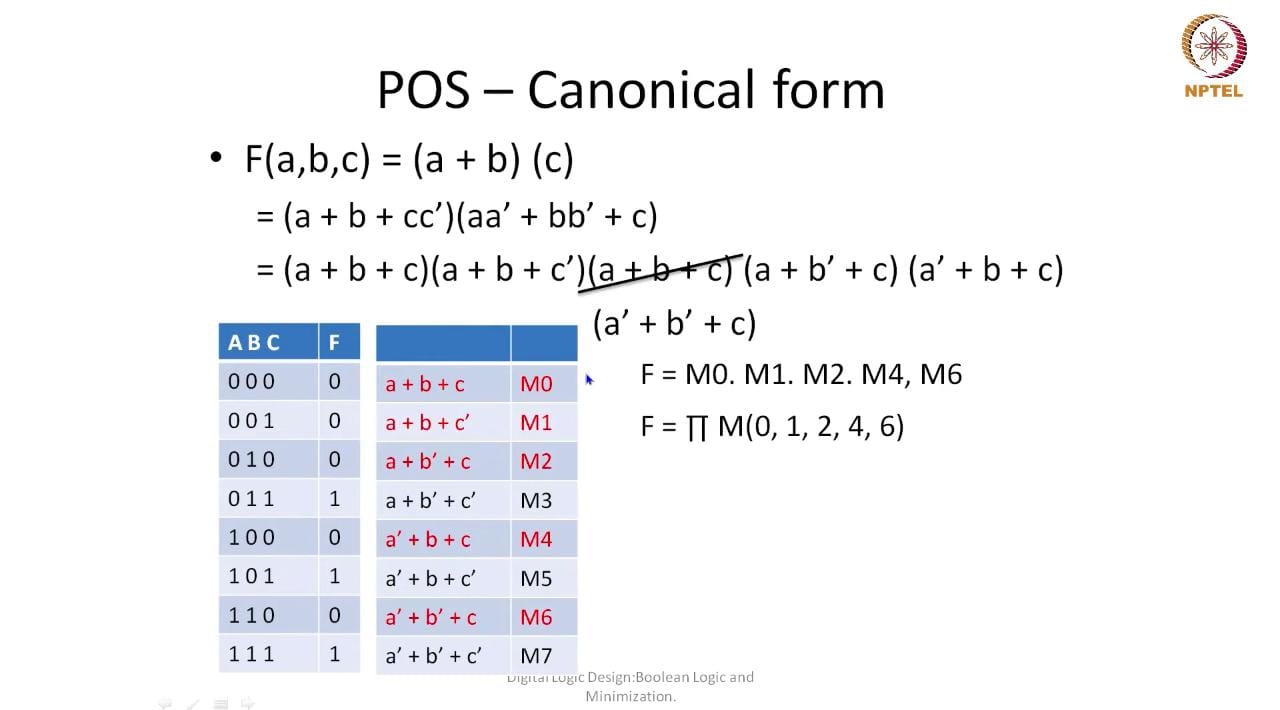 NPTEL
POS – Canonical form
• F(a,b,c) = (a + b) (c)
= (a + b + cc’)(aa’ + bb’ + c)
= (a + b + c)(a + b + c’)(a + b + c) (a + b’ + c) (a’ + b + c)
(a’ + b’ + c)
A B C F
0 0 0 0 a + b + c M0
0 0 1 0 a + b + c’ M1
0 1 0 0 a + b’ + c M2
0 1 1 1 a + b’ + c’ M3
1 0 0 0 a’ + b + c M4
1 0 1 1 a’ + b + c’ M5
1 1 0 0 a’ + b’ + c M6
1 1 1 1 a’ + b’ + c’ M7
F = M0. M1. M2. M4, M6
F = ∏ M(0, 1, 2, 4, 6)
Digital Logic Design:Boolean Logic and
Minimization.